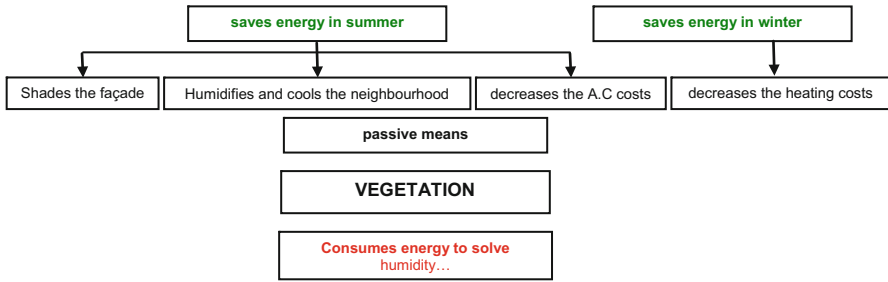 saves energy in summer
saves energy in winter
Shades the façade
Humidifies and cools the neighbourhood
decreases the A.C costs
decreases the heating costs
passive means
VEGETATION
Consumes energy to solve
humidity…